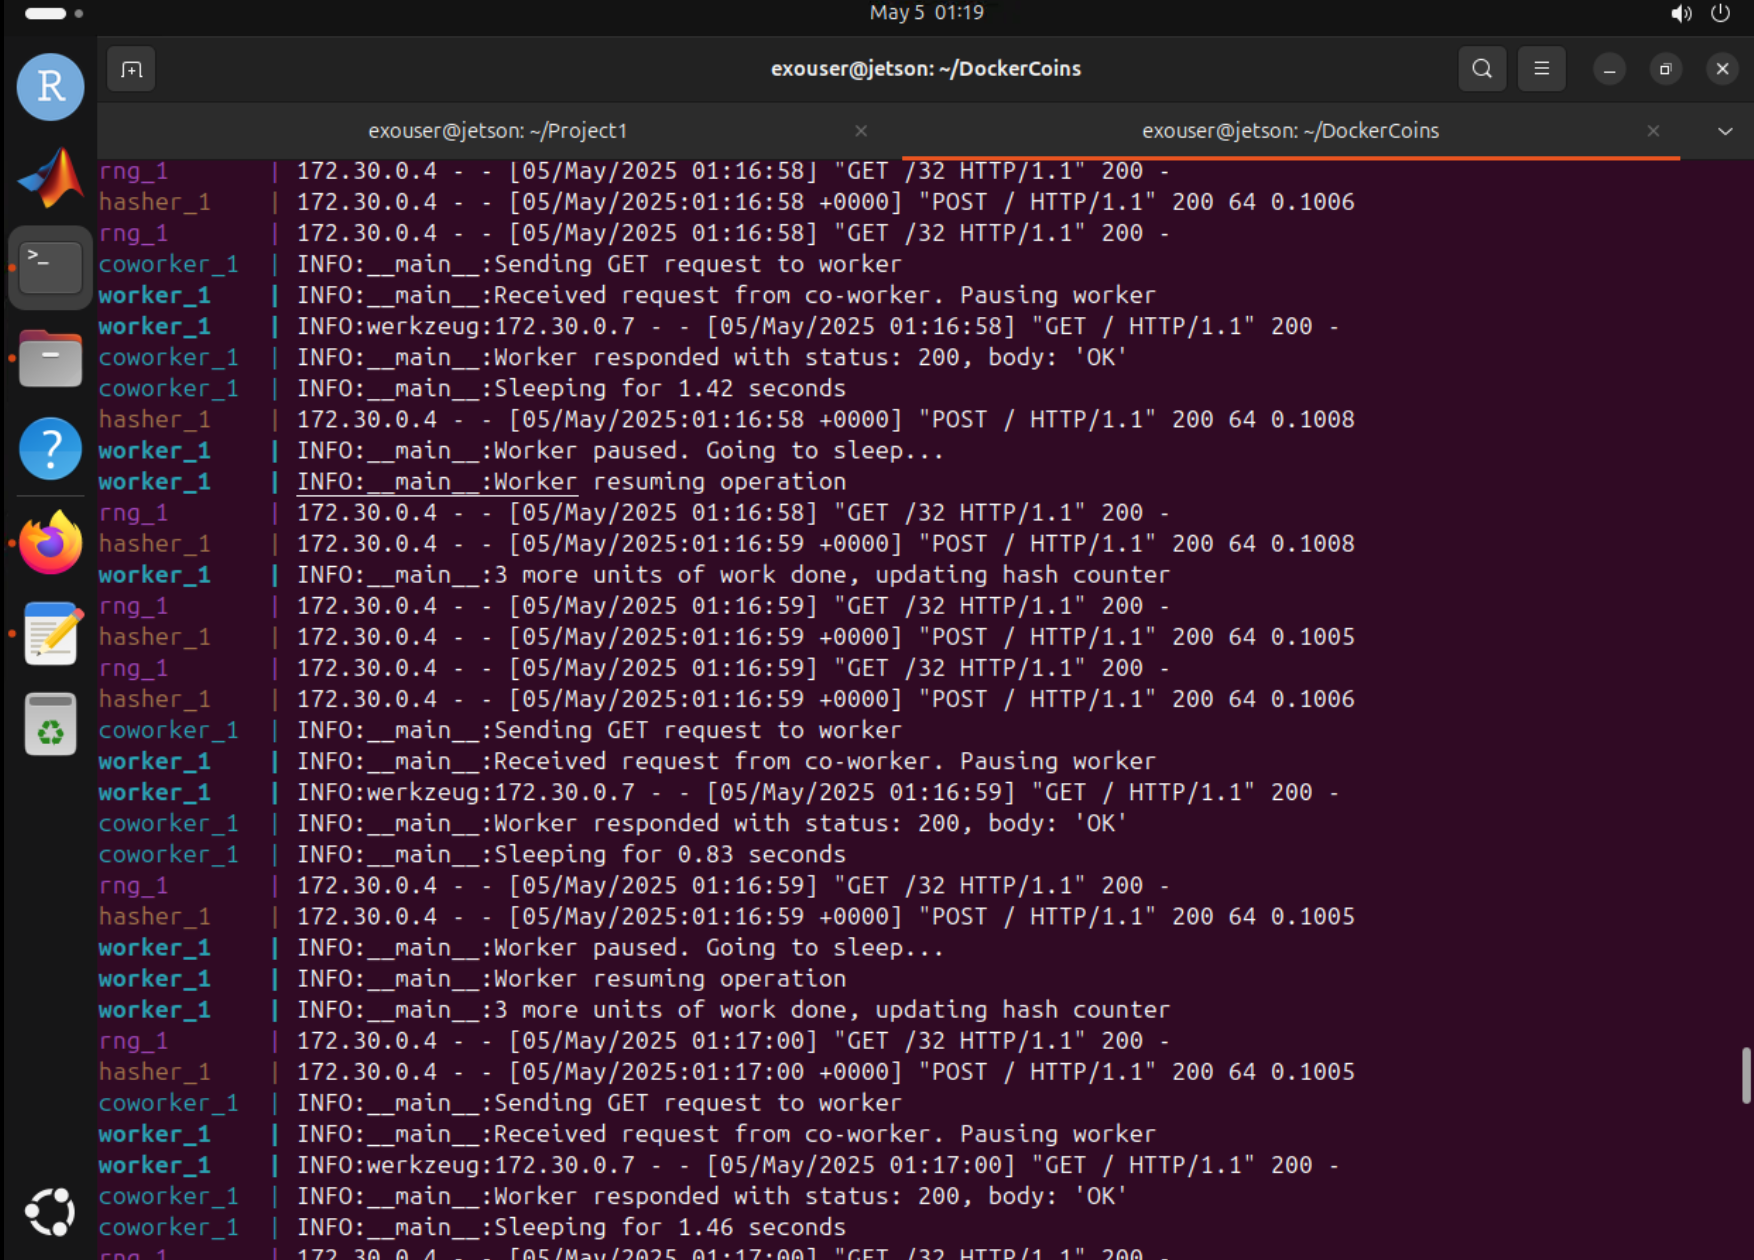 May 5 01:19
exouser@jetson: ~/DockerCoins
exouser@jetson: ~/Project1
exouser@jetson: ~/DockerCoins
rng_1 | 172.30.0.4 - - [05/May/2025 01:16:58] "GET /32 HTTP/1.1" 200 -
hasher_1 | 172.30.0.4 - - [05/May/2025:01:16:58 +0000] "POST / HTTP/1.1" 200 64 0.1006
rng_1 | 172.30.0.4 - - [05/May/2025 01:16:58] "GET /32 HTTP/1.1" 200 -
coworker_1 | INFO:__main__:Sending GET request to worker
worker_1 | INFO:__main__:Received request from co-worker. Pausing worker
worker_1 | INFO:werkzeug:172.30.0.7 - - [05/May/2025 01:16:58] "GET / HTTP/1.1" 200 -
coworker_1 | INFO:__main__:Worker responded with status: 200, body: 'OK'
coworker_1 | INFO:__main__:Sleeping for 1.42 seconds
hasher_1 | 172.30.0.4 - - [05/May/2025:01:16:58 +0000] "POST / HTTP/1.1" 200 64 0.1008
worker_1 | INFO:__main__:Worker paused. Going to sleep...
worker_1 | INFO:__main__:Worker resuming operation
rng_1 | 172.30.0.4 - - [05/May/2025 01:16:58] "GET /32 HTTP/1.1" 200 -
hasher_1 | 172.30.0.4 - - [05/May/2025:01:16:59 +0000] "POST / HTTP/1.1" 200 64 0.1008
worker_1 | INFO:__main__:3 more units of work done, updating hash counter
rng_1 | 172.30.0.4 - - [05/May/2025 01:16:59] "GET /32 HTTP/1.1" 200 -
hasher_1 | 172.30.0.4 - - [05/May/2025:01:16:59 +0000] "POST / HTTP/1.1" 200 64 0.1005
rng_1 | 172.30.0.4 - - [05/May/2025 01:16:59] "GET /32 HTTP/1.1" 200 -
hasher_1 | 172.30.0.4 - - [05/May/2025:01:16:59 +0000] "POST / HTTP/1.1" 200 64 0.1006
coworker_1 | INFO:__main__:Sending GET request to worker
worker_1 | INFO:__main__:Received request from co-worker. Pausing worker
worker_1 | INFO:werkzeug:172.30.0.7 - - [05/May/2025 01:16:59] "GET / HTTP/1.1" 200 -
coworker_1 | INFO:__main__:Worker responded with status: 200, body: 'OK'
coworker_1 | INFO:__main__:Sleeping for 0.83 seconds
rng_1 | 172.30.0.4 - - [05/May/2025 01:16:59] "GET /32 HTTP/1.1" 200 -
hasher_1 | 172.30.0.4 - - [05/May/2025:01:16:59 +0000] "POST / HTTP/1.1" 200 64 0.1005
worker_1 | INFO:__main__:Worker paused. Going to sleep...
worker_1 | INFO:__main__:Worker resuming operation
worker_1 | INFO:__main__:3 more units of work done, updating hash counter
rng_1 | 172.30.0.4 - - [05/May/2025 01:17:00] "GET /32 HTTP/1.1" 200 -
hasher_1 | 172.30.0.4 - - [05/May/2025:01:17:00 +0000] "POST / HTTP/1.1" 200 64 0.1005
coworker_1 | INFO:__main__:Sending GET request to worker
worker_1 | INFO:__main__:Received request from co-worker. Pausing worker
worker_1 | INFO:werkzeug:172.30.0.7 - - [05/May/2025 01:17:00] "GET / HTTP/1.1" 200 -
coworker_1 | INFO:__main__:Worker responded with status: 200, body: 'OK'
coworker_1 | INFO:__main__:Sleeping for 1.46 seconds
rng_1 | 172.30.0.4 - - [05/May/2025 01:17:00] "GET /32 HTTP/1.1" 200 -
R
>_
?